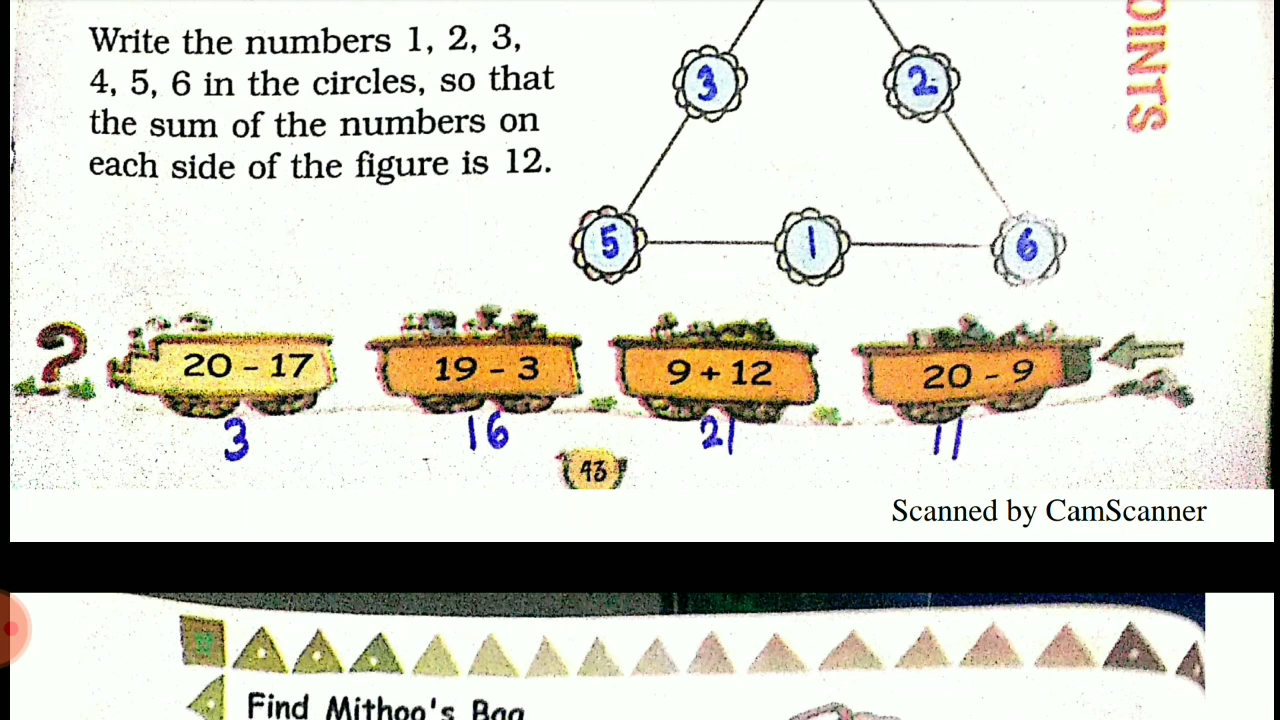 Write the numbers 1, 2, 3,
4, 5, 6 in the circles, so that
the sum of the numbers on
each side of the figure is 12.
3
2
5
1
6
OINTS
?
20 - 17
19 - 3
9 + 12
20 - 9
3
16
21
11
43
Scanned by CamScanner
Find Mithoo's Bag